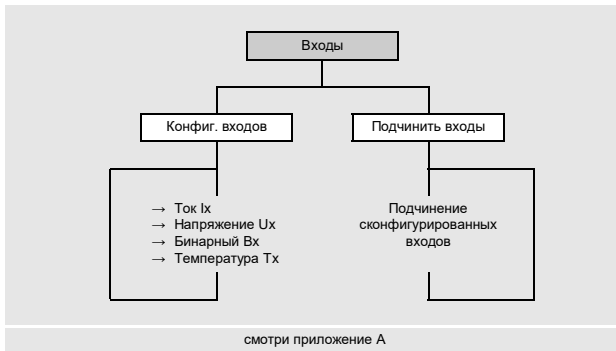 Входы
Конфиг. входов
Подчинить входы
→ Ток Ix
→ Напряжение Ux
→ Бинарный Bx
→ Температура Tx
Подчинение
сконфигурированных
входов
смотри приложение А